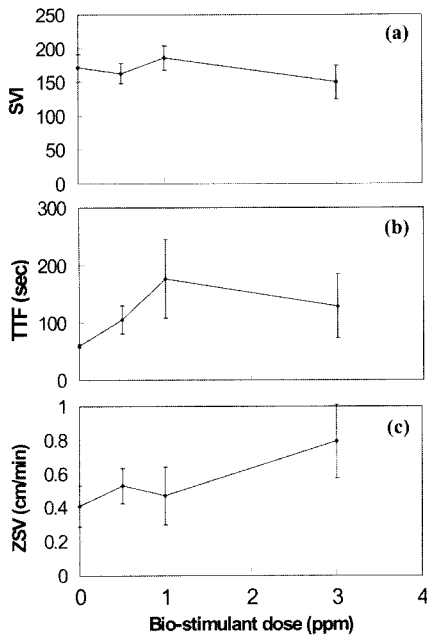 250
(a)
200
150
SVI
100
50
0
300
(b)
200
TTF (sec)
100
0
1
(c)
0.8
0.6
ZSV (cm/min)
0.4
0.2
0
0 1 2 3 4
Bio-stimulant dose (ppm)